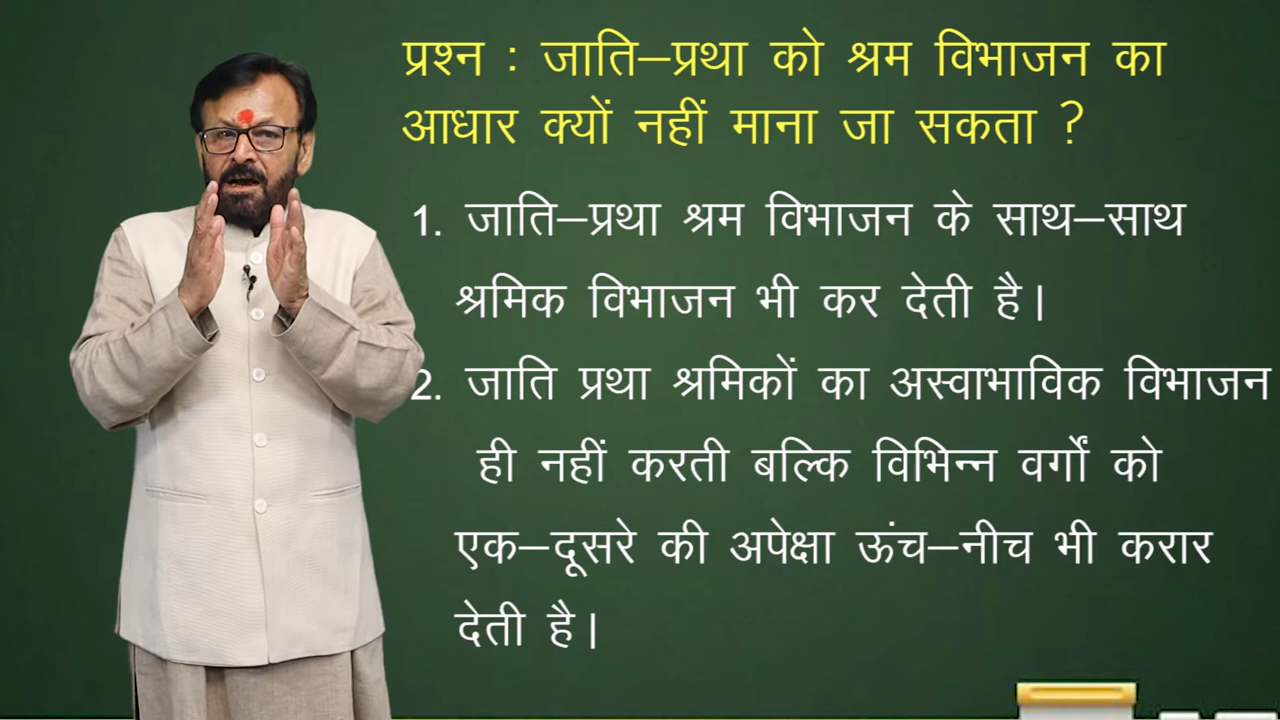 प्रश्न : जाति–प्रथा को श्रम विभाजन का
आधार क्यों नहीं माना जा सकता ?
1. जाति–प्रथा श्रम विभाजन के साथ–साथ
श्रमिक विभाजन भी कर देती है।
2. जाति प्रथा श्रमिकों का अस्वाभाविक विभाजन
ही नहीं करती बल्कि विभिन्न वर्गों को
एक–दूसरे की अपेक्षा ऊंच–नीच भी करार
देती है।